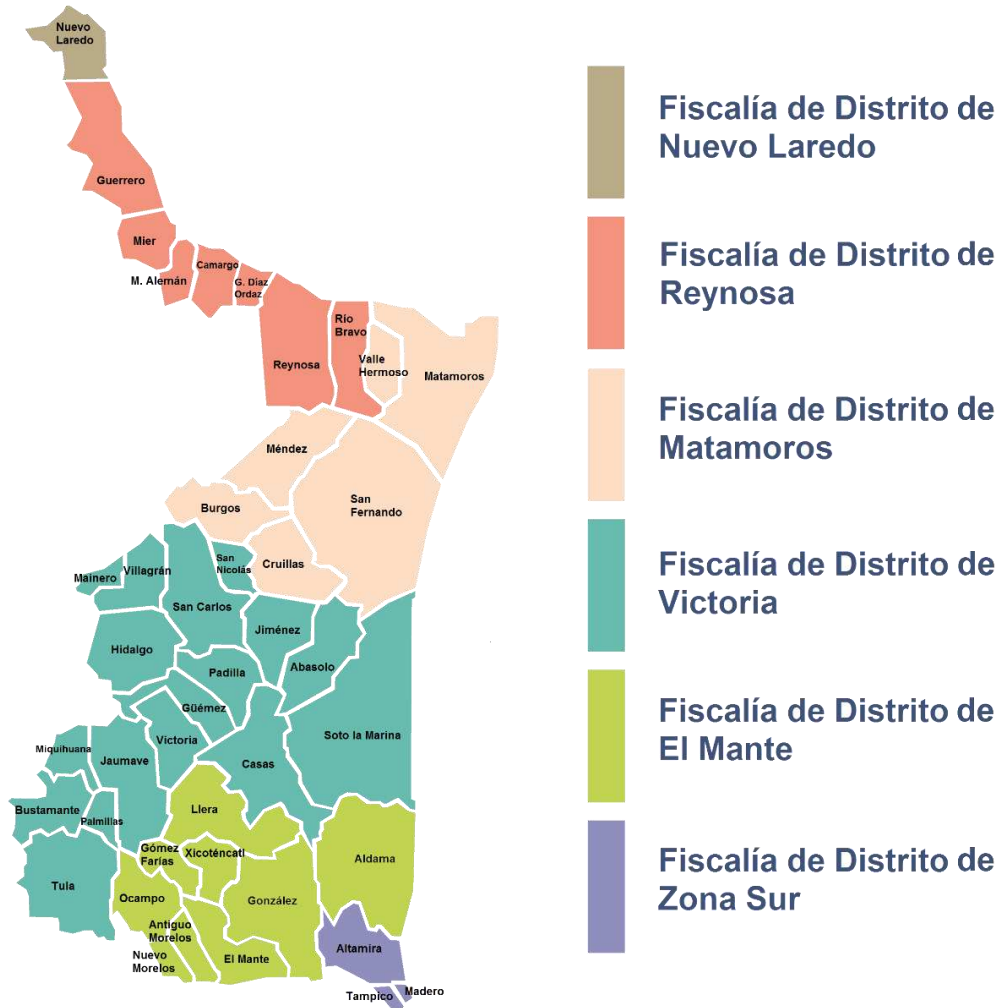 Nuevo
Laredo
Guerrero
Mier
M. Alemán
Camargo
G. Díaz
Ordaz
Reynosa
Río
Bravo
Valle
Hermoso
Matamoros
Méndez
San
Fernando
Burgos
Cruillas
San
Nicolás
Mainero
Villagrán
San Carlos
Jiménez
Hidalgo
Abasolo
Padilla
Güémez
Soto la Marina
Victoria
Miquihuana
Jaumave
Casas
Bustamante
Palmillas
Llera
Gómez
Farías
Xicoténcatl
Aldama
Tula
Ocampo
González
Antiguo
Morelos
Nuevo
Morelos
El Mante
Altamira
Tampico
Madero
Fiscalía de Distrito de
Nuevo Laredo
Fiscalía de Distrito de
Reynosa
Fiscalía de Distrito de
Matamoros
Fiscalía de Distrito de
Victoria
Fiscalía de Distrito de
El Mante
Fiscalía de Distrito de
Zona Sur